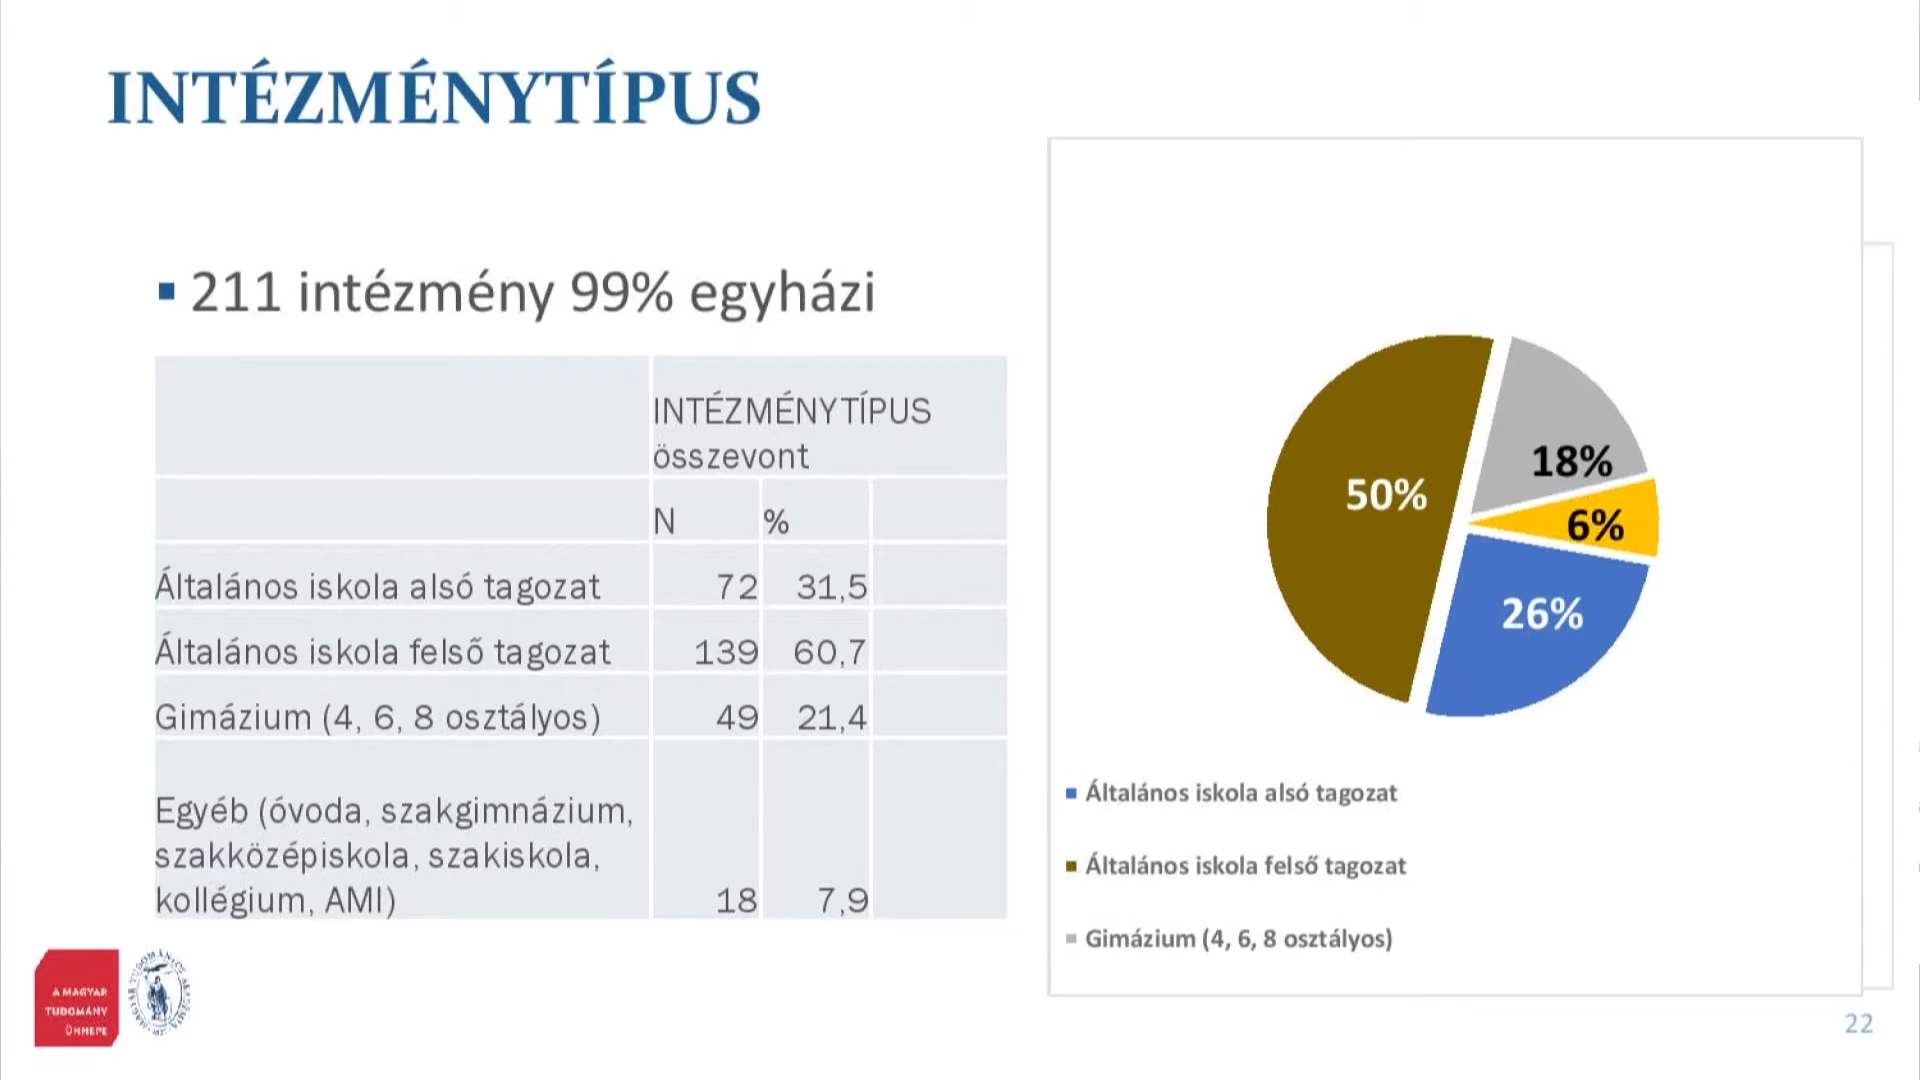 INTÉZMÉNYTÍPUS
211 intézmény 99% egyházi
INTÉZMÉNYTÍPUS
összevont
N %
Általános iskola alsó tagozat 72 31,5
Általános iskola felső tagozat 139 60,7
Gimázium (4, 6, 8 osztályos) 49 21,4
Egyéb (óvoda, szakgimnázium,
szakközépiskola, szakiskola,
kollégium, AMI) 18 7,9
50%
18%
6%
26%
Általános iskola alsó tagozat
Általános iskola felső tagozat
Gimázium (4, 6, 8 osztályos)
A MAGYAR
TUDOMÁNY
ÜNNEPE
22